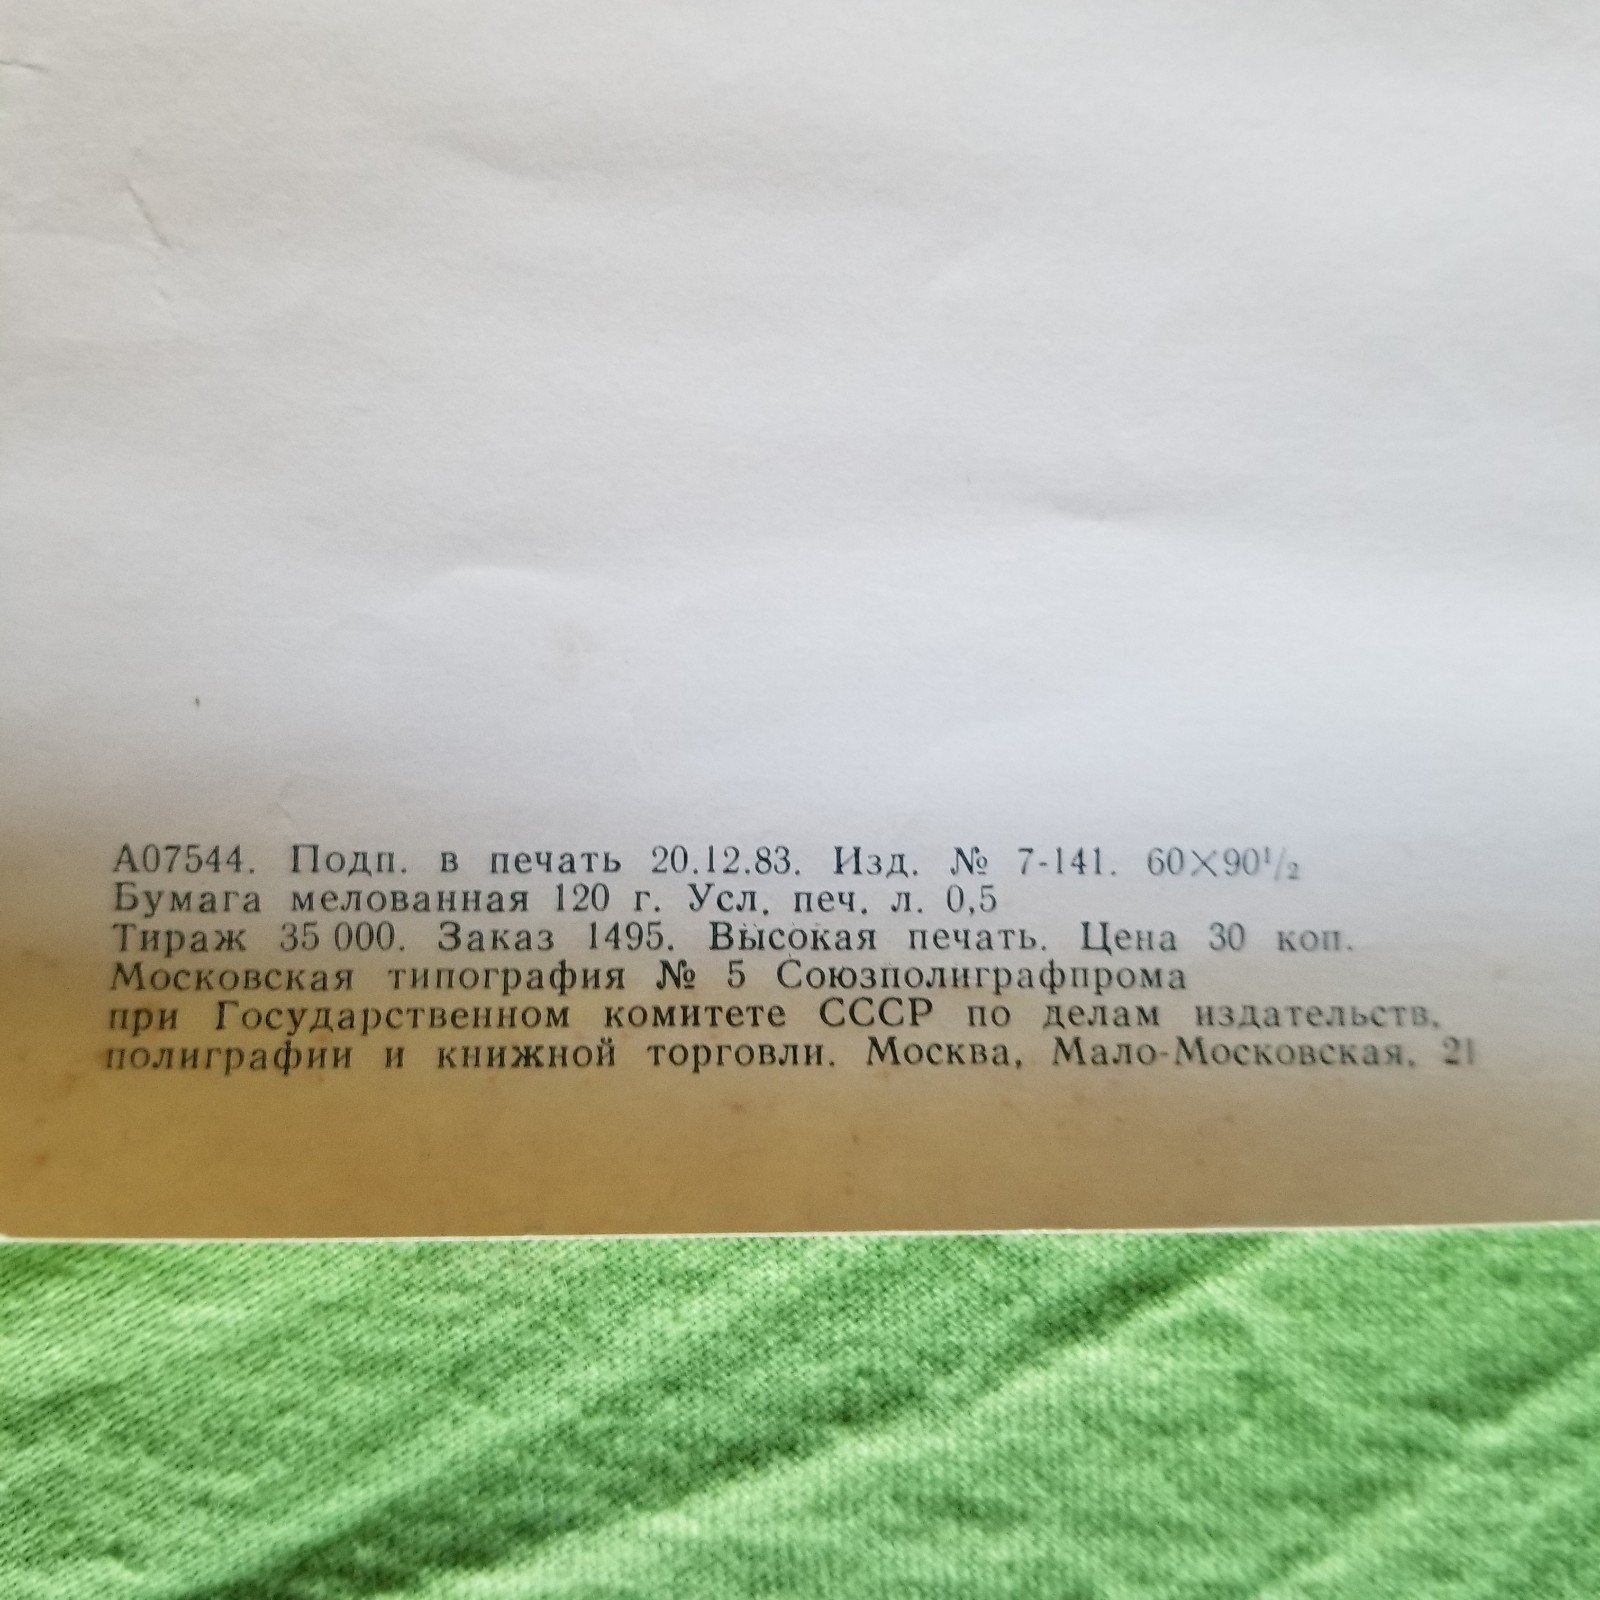 А07544. Подп. в печать 20.12.83. Изд. № 7-141. 60×90¹/₂
Бумага мелованная 120 г. Усл. печ. л. 0,5
Тираж 35 000. Заказ 1495. Высокая печать. Цена 30 коп.
Московская типография № 5 Союзполиграфпрома
при Государственном комитете СССР по делам издательств,
полиграфии и книжной торговли. Москва, Мало-Московская, 21